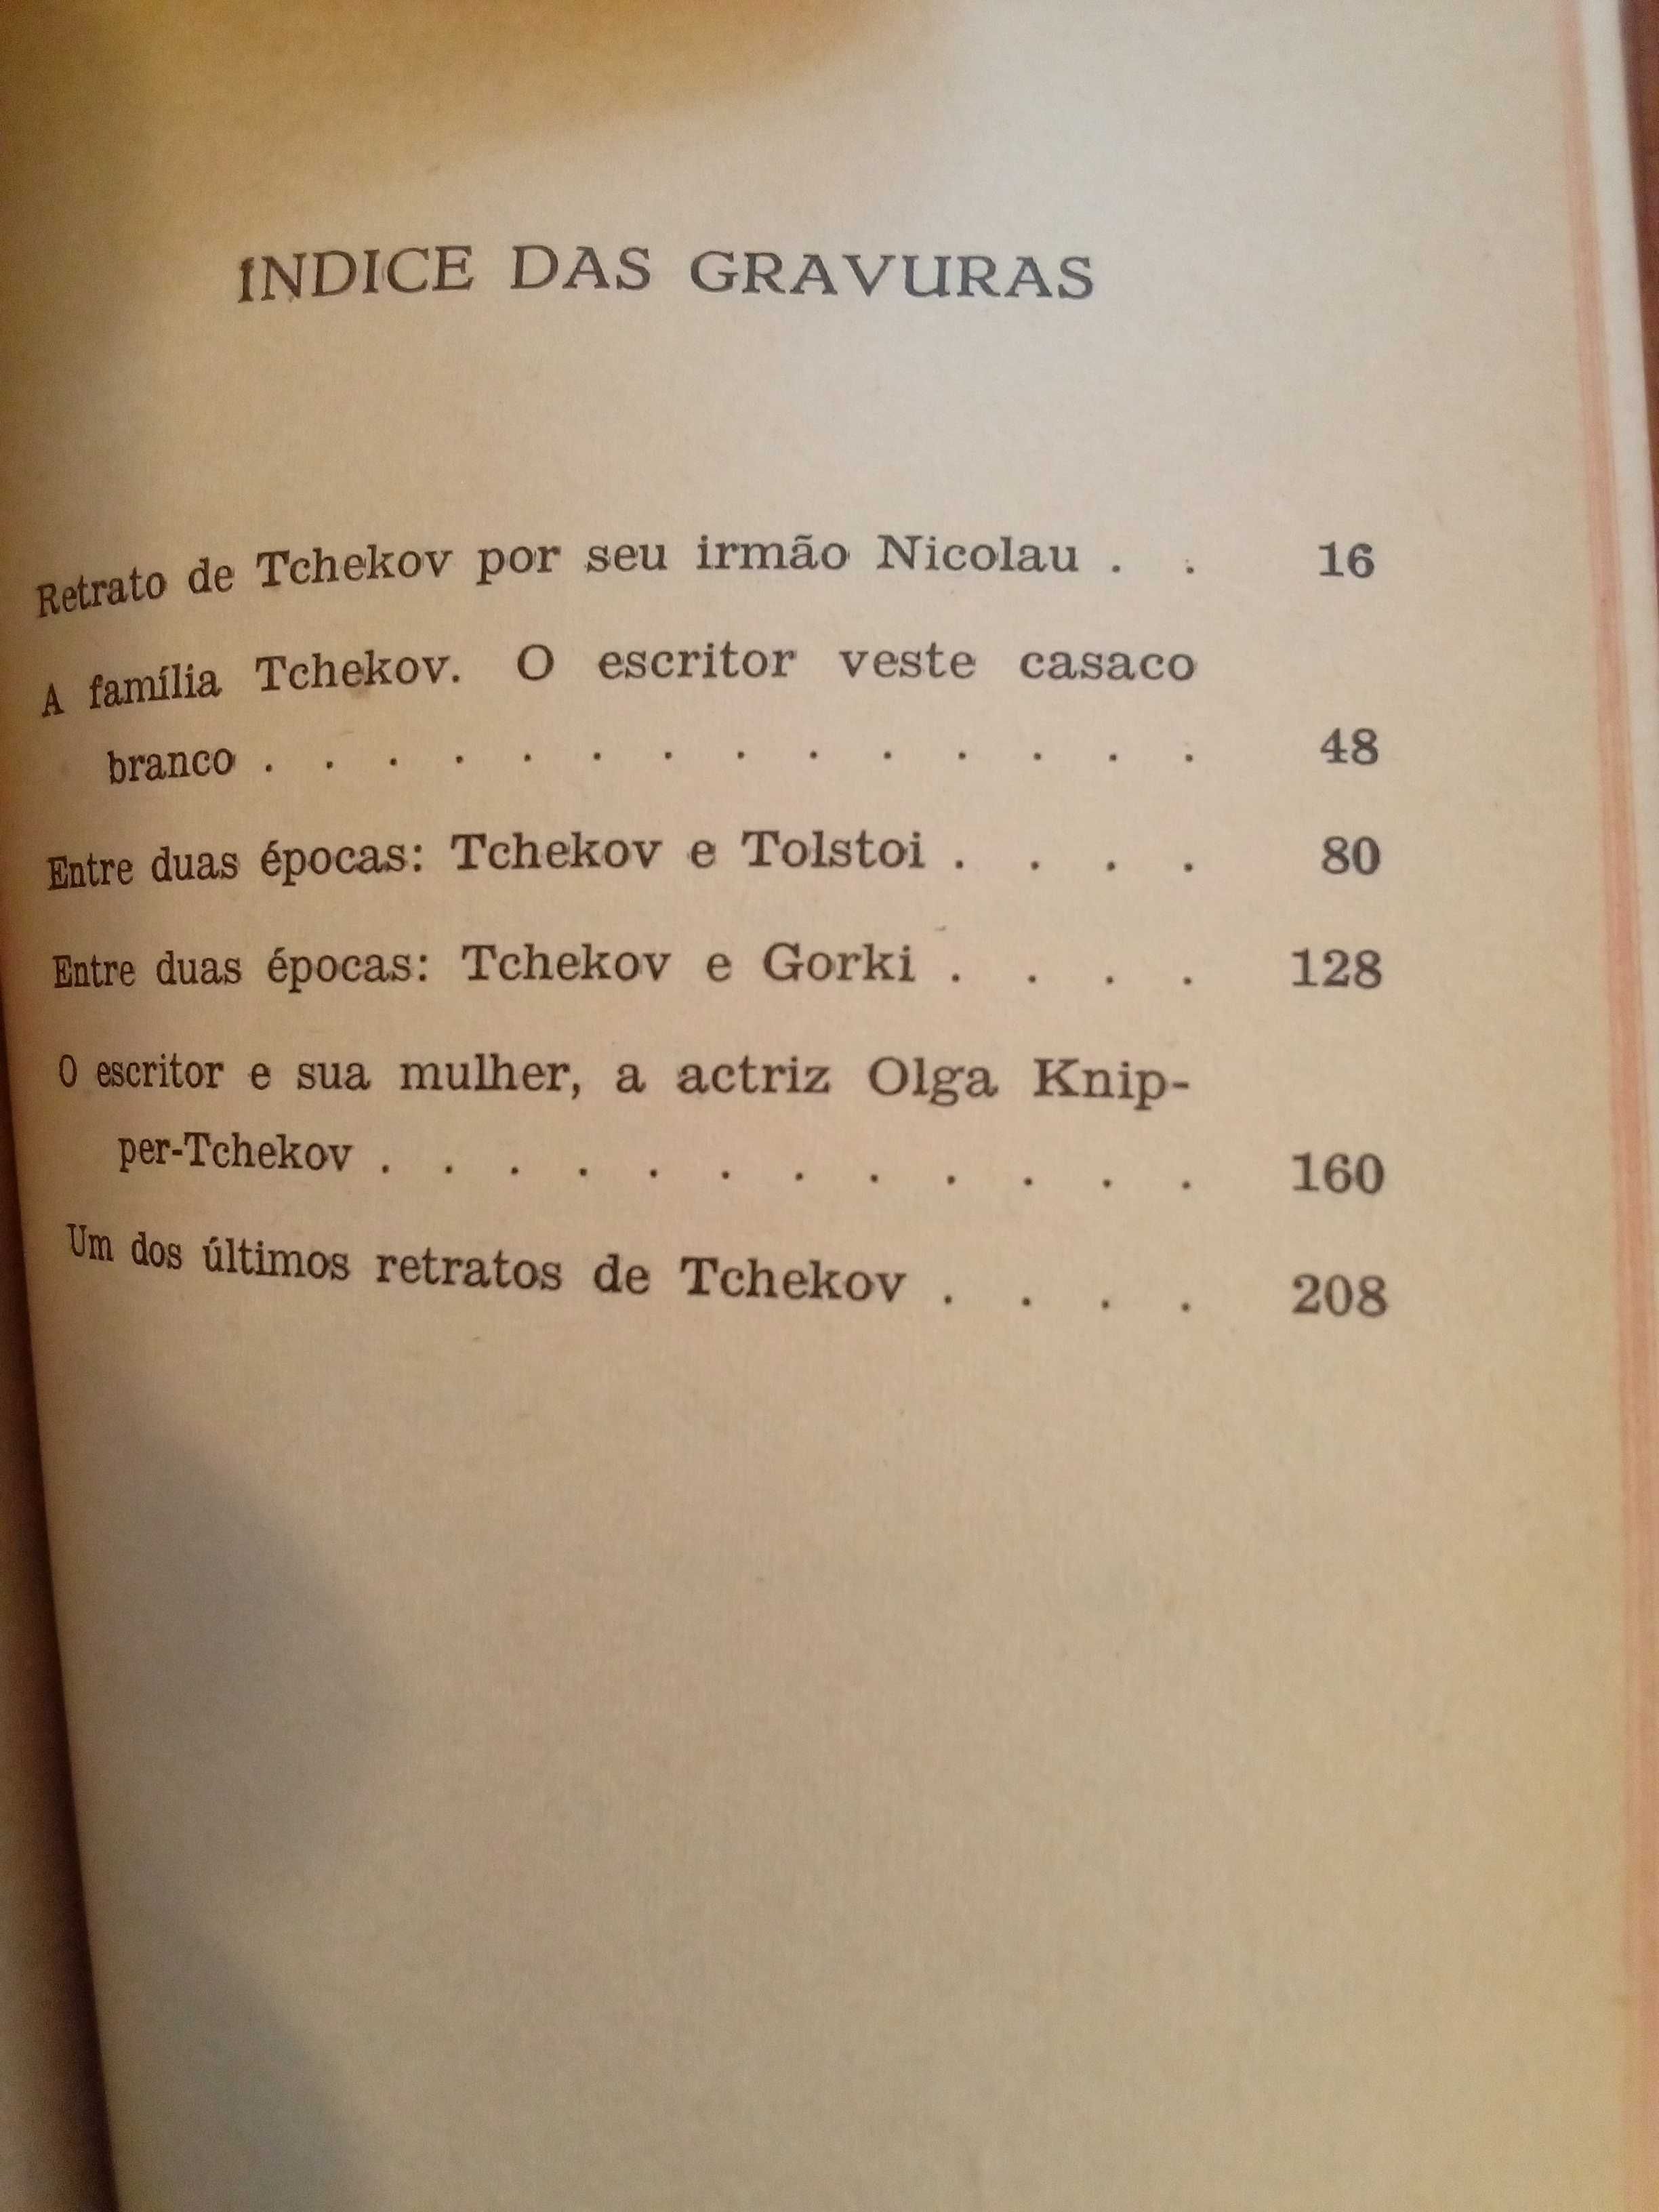 ÍNDICE DAS GRAVURAS
Retrato de Tchekov por seu irmão Nicolau . . 16
A família Tchekov. O escritor veste casaco
branco . . . . . . . . . . . . . . 48
Entre duas épocas: Tchekov e Tolstoi . . . . 80
Entre duas épocas: Tchekov e Gorki . . . . 128
O escritor e sua mulher, a actriz Olga Knip-
per-Tchekov . . . . . . . . . . . . 160
Um dos últimos retratos de Tchekov . . . . 208